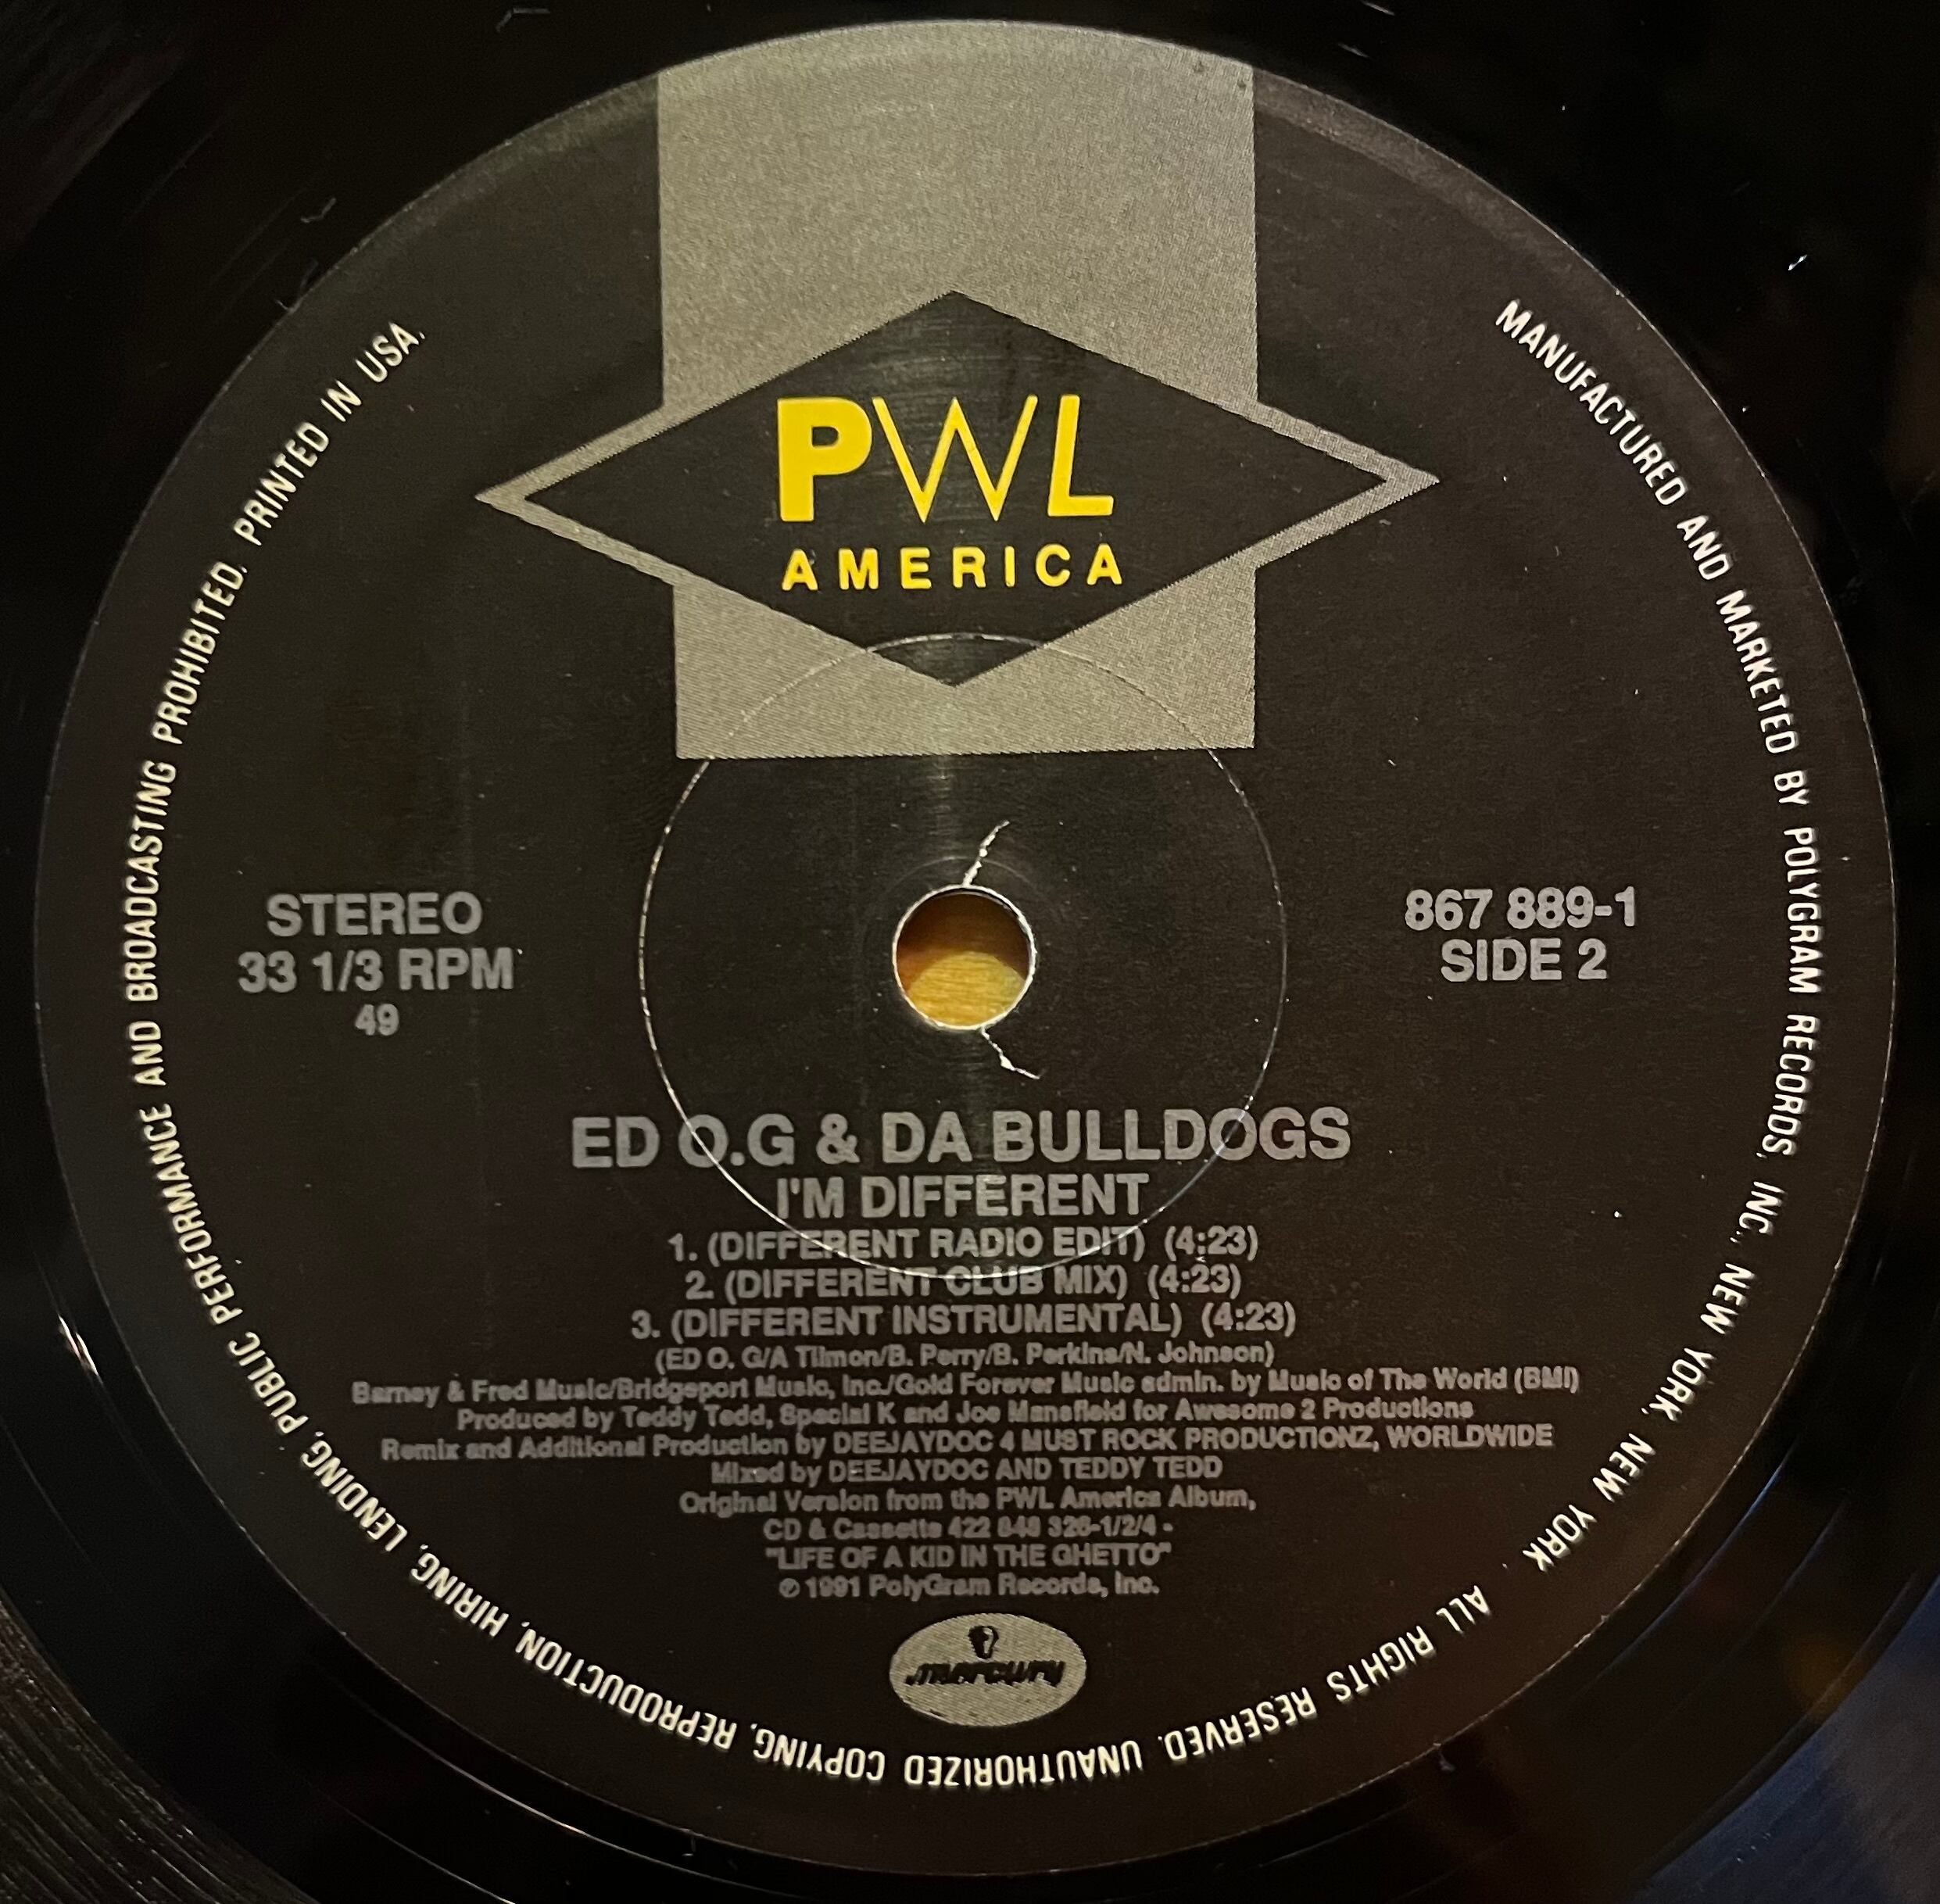 PWL
AMERICA
STEREO
33 1/3 RPM
49
867 889-1
SIDE 2
ED O.G & DA BULLDOGS
I'M DIFFERENT
1. (DIFFERENT RADIO EDIT) (4:23)
2. (DIFFERENT CLUB MIX) (4:23)
3. (DIFFERENT INSTRUMENTAL) (4:23)
(ED O. G/A Tilmon/B. Perry/B. Perkins/N. Johnson)
Barney & Fred Music/Bridgeport Music, Inc./Gold Forever Music admin. by Music of The World (BMI)
Produced by Teddy Tedd, Special K and Joe Mansfield for Awesome 2 Productions
Remix and Additional Production by DEEJAYDOC 4 MUST ROCK PRODUCTIONZ, WORLDWIDE
Mixed by DEEJAYDOC AND TEDDY TEDD
Original Version from the PWL America Album,
CD & Cassette 422 848 326-1/2/4 -
"LIFE OF A KID IN THE GHETTO"
℗ 1991 PolyGram Records, Inc.
mercury
MANUFACTURED AND MARKETED BY POLYGRAM RECORDS, INC., NEW YORK, NEW YORK. ALL RIGHTS RESERVED. UNAUTHORIZED COPYING, REPRODUCTION, HIRING, LENDING, PUBLIC PERFORMANCE AND BROADCASTING PROHIBITED. PRINTED IN USA.